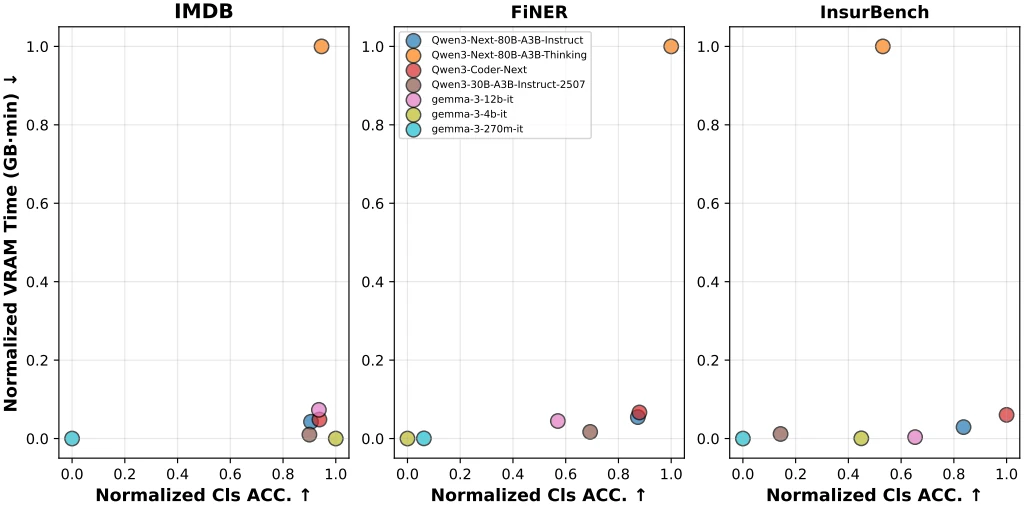 IMDB
FiNER
InsurBench
Normalized VRAM Time (GB·min) ↓
1.0
0.8
0.6
0.4
0.2
0.0
0.0 0.2 0.4 0.6 0.8 1.0
Normalized Cls ACC. ↑
1.0
0.8
0.6
0.4
0.2
0.0
Qwen3-Next-80B-A3B-Instruct
Qwen3-Next-80B-A3B-Thinking
Qwen3-Coder-Next
Qwen3-30B-A3B-Instruct-2507
gemma-3-12b-it
gemma-3-4b-it
gemma-3-270m-it
0.0 0.2 0.4 0.6 0.8 1.0
Normalized Cls ACC. ↑
1.0
0.8
0.6
0.4
0.2
0.0
0.0 0.2 0.4 0.6 0.8 1.0
Normalized Cls ACC. ↑